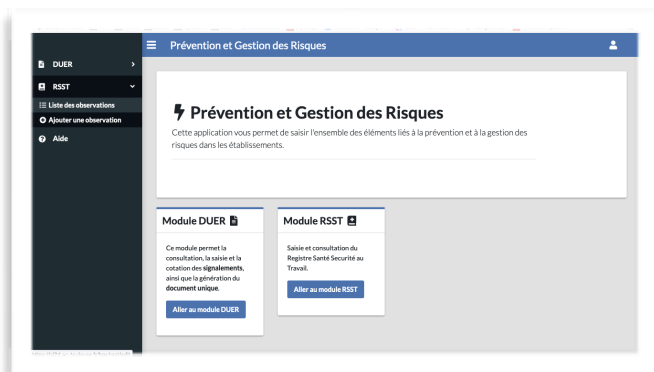 Prévention et Gestion des Risques
DUER
RSST
Liste des observations
Ajouter une observation
Aide
Prévention et Gestion des Risques
Cette application vous permet de saisir l'ensemble des éléments liés à la prévention et à la gestion des
risques dans les établissements.
Module DUER
Ce module permet la
consultation, la saisie et la
cotation des signalements,
ainsi que la génération du
document unique.
Aller au module DUER
Module RSST
Saisie et consultation du
Registre Santé Securité au
Travail.
Aller au module RSST